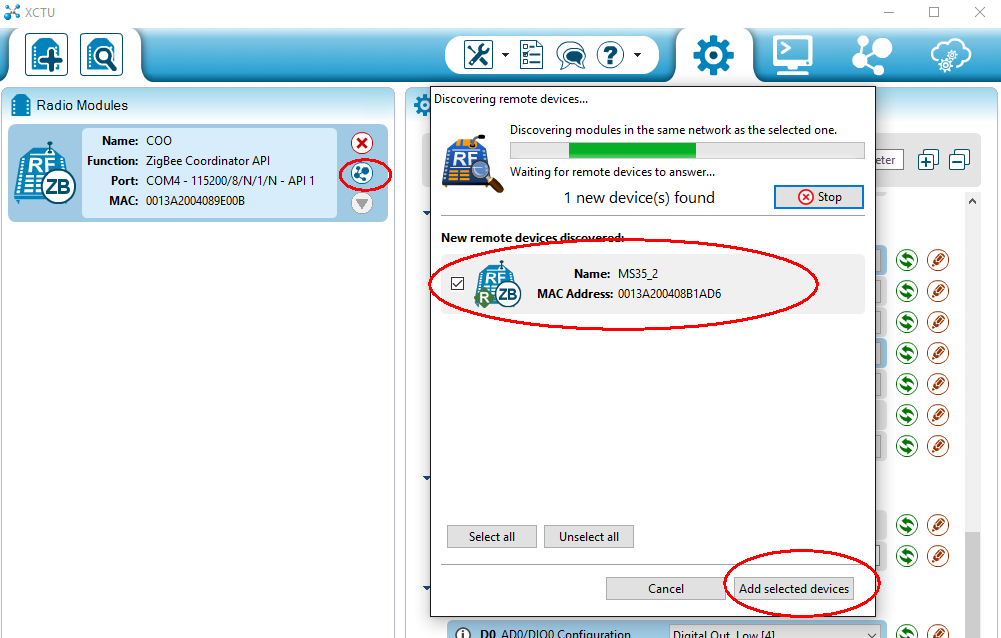 XCTU
Radio Modules
Name: COO
Function: ZigBee Coordinator API
Port: COM4 - 115200/8/N/1/N - API 1
MAC: 0013A2004089E00B
RF
ZB
Discovering remote devices...
Discovering modules in the same network as the selected one.
RF
Waiting for remote devices to answer...
1 new device(s) found
Stop
New remote devices discovered:
RF
R
ZB
Name: MS35_2
MAC Address: 0013A200408B1AD6
Select all
Unselect all
Cancel
Add selected devices
eter
D0 AD0/DIO0 Configuration
Digital Out, Low [4]